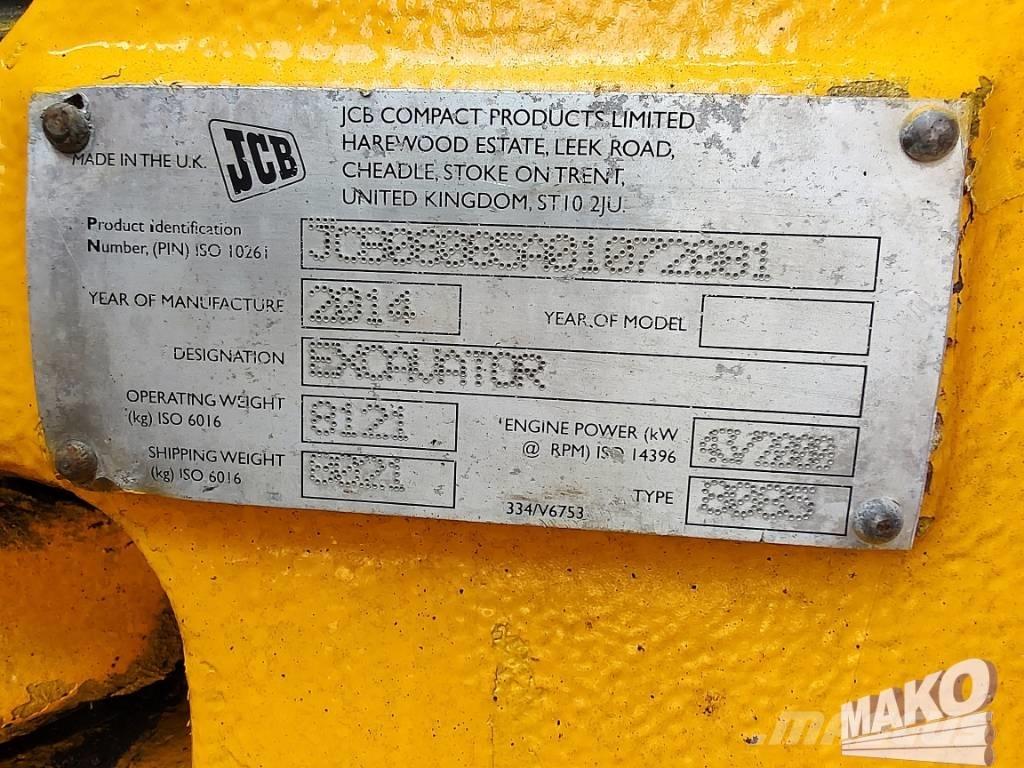 JCB COMPACT PRODUCTS LIMITED
HAREWOOD ESTATE, LEEK ROAD,
CHEADLE, STOKE ON TRENT,
UNITED KINGDOM, ST10 2JU.
MADE IN THE U.K. JCB
Product Identification
Number, (PIN) ISO 10261
YEAR OF MANUFACTURE 2014 YEAR OF MODEL
DESIGNATION EXCAVATOR
OPERATING WEIGHT
(kg) ISO 6016 8121
ENGINE POWER (kW
@ RPM) ISO 14396
SHIPPING WEIGHT
(kg) ISO 6016
TYPE
334/V6753
MAKO